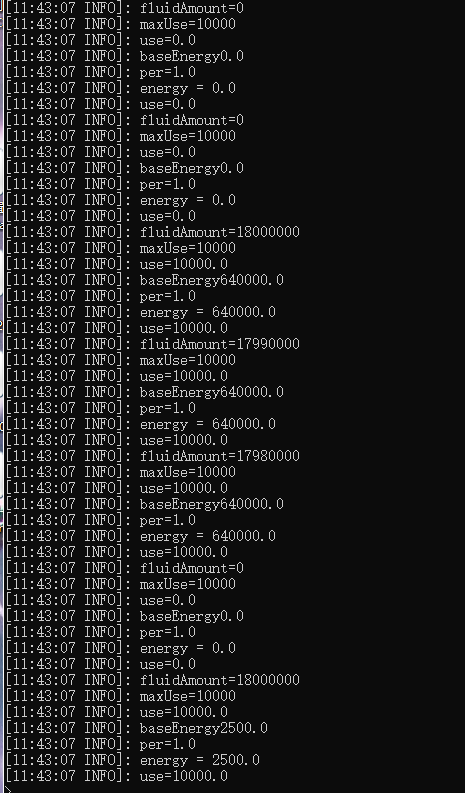 [11:43:07 INFO]: fluidAmount=0
[11:43:07 INFO]: maxUse=10000
[11:43:07 INFO]: use=0.0
[11:43:07 INFO]: baseEnergy0.0
[11:43:07 INFO]: per=1.0
[11:43:07 INFO]: energy = 0.0
[11:43:07 INFO]: use=0.0
[11:43:07 INFO]: fluidAmount=0
[11:43:07 INFO]: maxUse=10000
[11:43:07 INFO]: use=0.0
[11:43:07 INFO]: baseEnergy0.0
[11:43:07 INFO]: per=1.0
[11:43:07 INFO]: energy = 0.0
[11:43:07 INFO]: use=0.0
[11:43:07 INFO]: fluidAmount=18000000
[11:43:07 INFO]: maxUse=10000
[11:43:07 INFO]: use=10000.0
[11:43:07 INFO]: baseEnergy640000.0
[11:43:07 INFO]: per=1.0
[11:43:07 INFO]: energy = 640000.0
[11:43:07 INFO]: use=10000.0
[11:43:07 INFO]: fluidAmount=17990000
[11:43:07 INFO]: maxUse=10000
[11:43:07 INFO]: use=10000.0
[11:43:07 INFO]: baseEnergy640000.0
[11:43:07 INFO]: per=1.0
[11:43:07 INFO]: energy = 640000.0
[11:43:07 INFO]: use=10000.0
[11:43:07 INFO]: fluidAmount=17980000
[11:43:07 INFO]: maxUse=10000
[11:43:07 INFO]: use=10000.0
[11:43:07 INFO]: baseEnergy640000.0
[11:43:07 INFO]: per=1.0
[11:43:07 INFO]: energy = 640000.0
[11:43:07 INFO]: use=10000.0
[11:43:07 INFO]: fluidAmount=0
[11:43:07 INFO]: maxUse=10000
[11:43:07 INFO]: use=0.0
[11:43:07 INFO]: baseEnergy0.0
[11:43:07 INFO]: per=1.0
[11:43:07 INFO]: energy = 0.0
[11:43:07 INFO]: use=0.0
[11:43:07 INFO]: fluidAmount=18000000
[11:43:07 INFO]: maxUse=10000
[11:43:07 INFO]: use=10000.0
[11:43:07 INFO]: baseEnergy2500.0
[11:43:07 INFO]: per=1.0
[11:43:07 INFO]: energy = 2500.0
[11:43:07 INFO]: use=10000.0